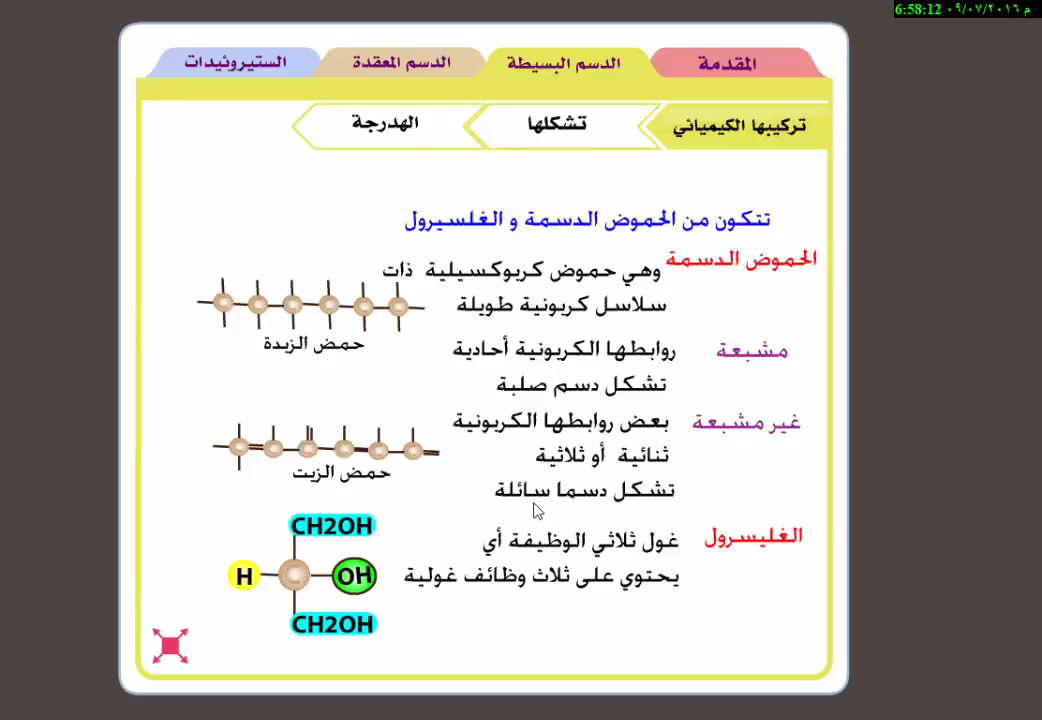 6:58:12 م ٠٩/٠٧/٢٠١٦
المقدمة
الدسم البسيطة
الدسم المعقدة
الستيروئيدات
تركيبها الكيميائي
تشكلها
الهدرجة
تتكون من الحموض الدسمة و الغلسيرول
الحموض الدسمة وهي حموض كربوكسيلية ذات
سلاسل كربونية طويلة
حمض الزبدة
مشبعة روابطها الكربونية أحادية
تشكل دسم صلبة
غير مشبعة بعض روابطها الكربونية
ثنائية أو ثلاثية
حمض الزيت
تشكل دسما سائلة
الغليسرول غول ثلاثي الوظيفة أي
يحتوي على ثلاث وظائف غولية
CH2OH
H C OH
CH2OH